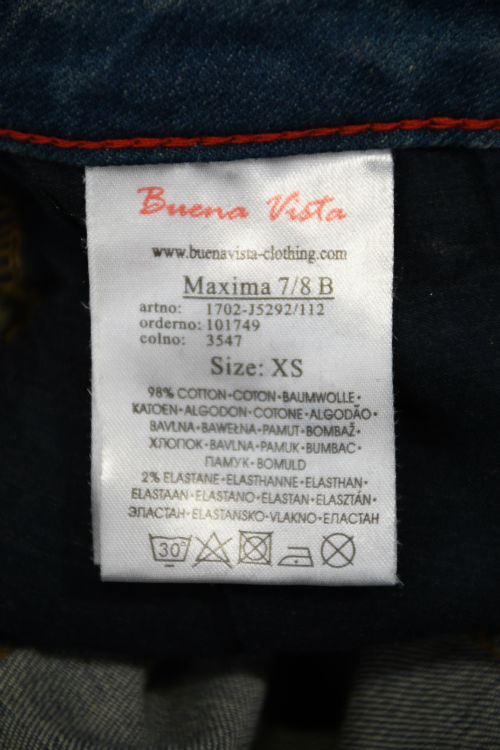 Buena Vista
www.buenavista-clothing.com
Maxima 7/8 B
artno: 1702-J5292/112
orderno: 101749
colno: 3547
Size: XS
98% COTTON•COTON•BAUMWOLLE•
KATOEN•ALGODON•COTONE•ALGODÃO•
BAVLNA•BAWEŁNA•PAMUT•BOMBAŽ•
ХЛОПОК•BAVLNA•PAMUK•BUMBAC•
ПАМУК•BOMULD
2% ELASTANE•ELASTHANNE•ELASTHAN•
ELASTAAN•ELASTANO•ELASTAN•ELASZTÁN•
ЭЛАСТАН•ELASTANSKO•VLAKNO•ЕЛАСТАН
30°